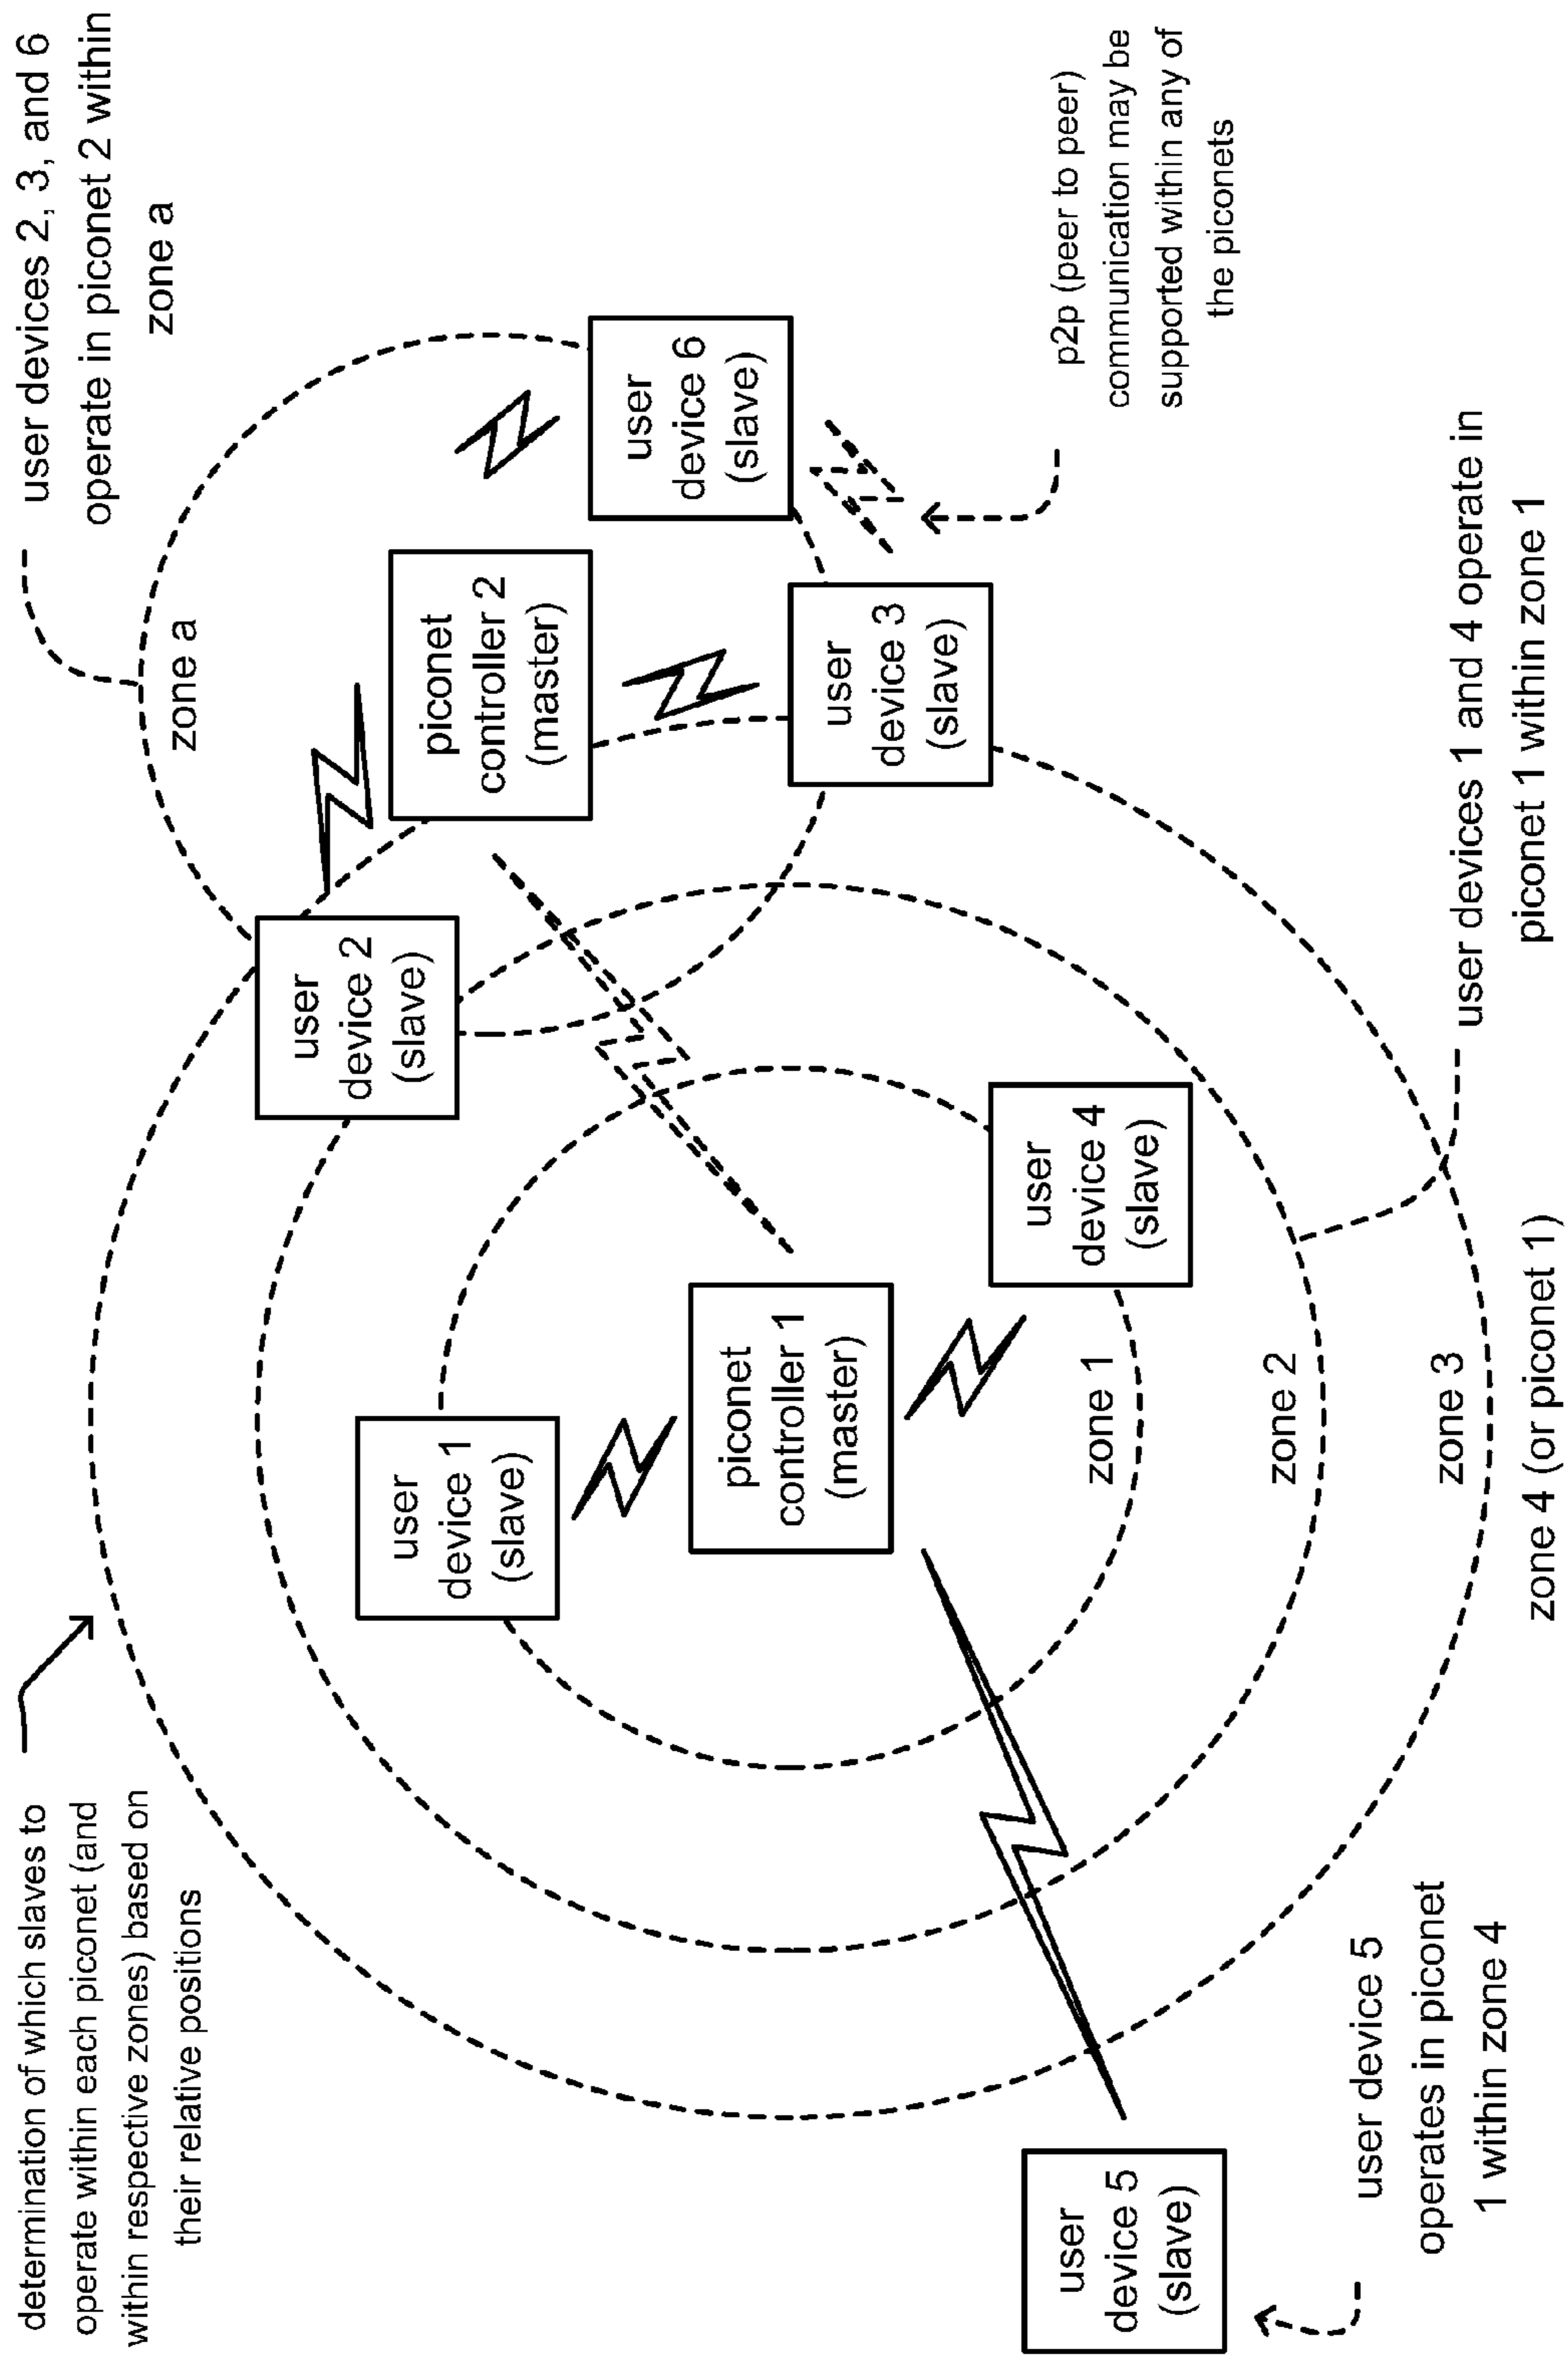 determination of which slaves to
operate within each piconet (and
within respective zones) based on
their relative positions
user devices 2, 3, and 6
operate in piconet 2 within
zone a
zone a
user
device 2
(slave)
piconet
controller 2
(master)
user
device 6
(slave)
user
device 1
(slave)
piconet
controller 1
(master)
user
device 3
(slave)
user
device 4
(slave)
p2p (peer to peer)
communication may be
supported within any of
the piconets
user
device 5
(slave)
zone 1
zone 2
zone 3
zone 4 (or piconet 1)
user device 5
operates in piconet
1 within zone 4
user devices 1 and 4 operate in
piconet 1 within zone 1